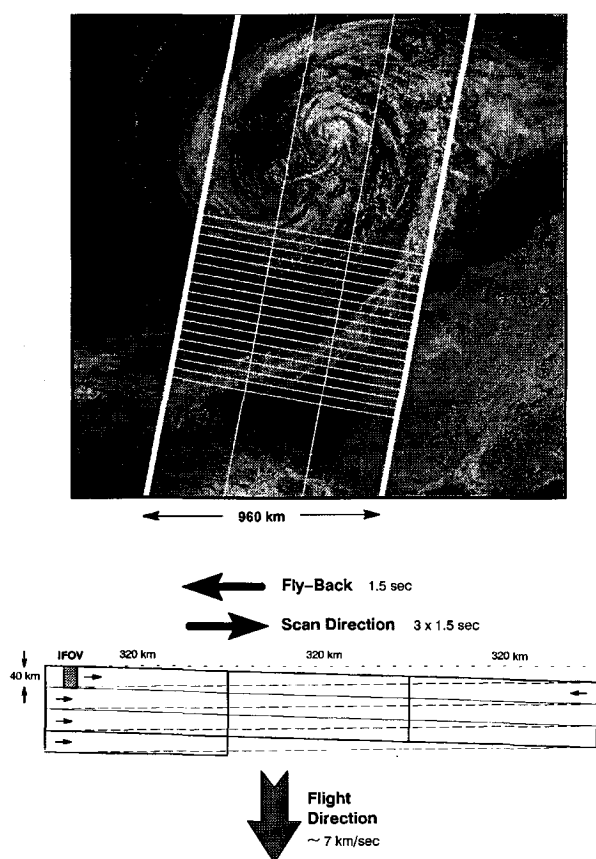 960 km
Fly–Back 1.5 sec
Scan Direction 3 x 1.5 sec
IFOV 320 km 320 km 320 km
40 km
Flight
Direction
~ 7 km/sec